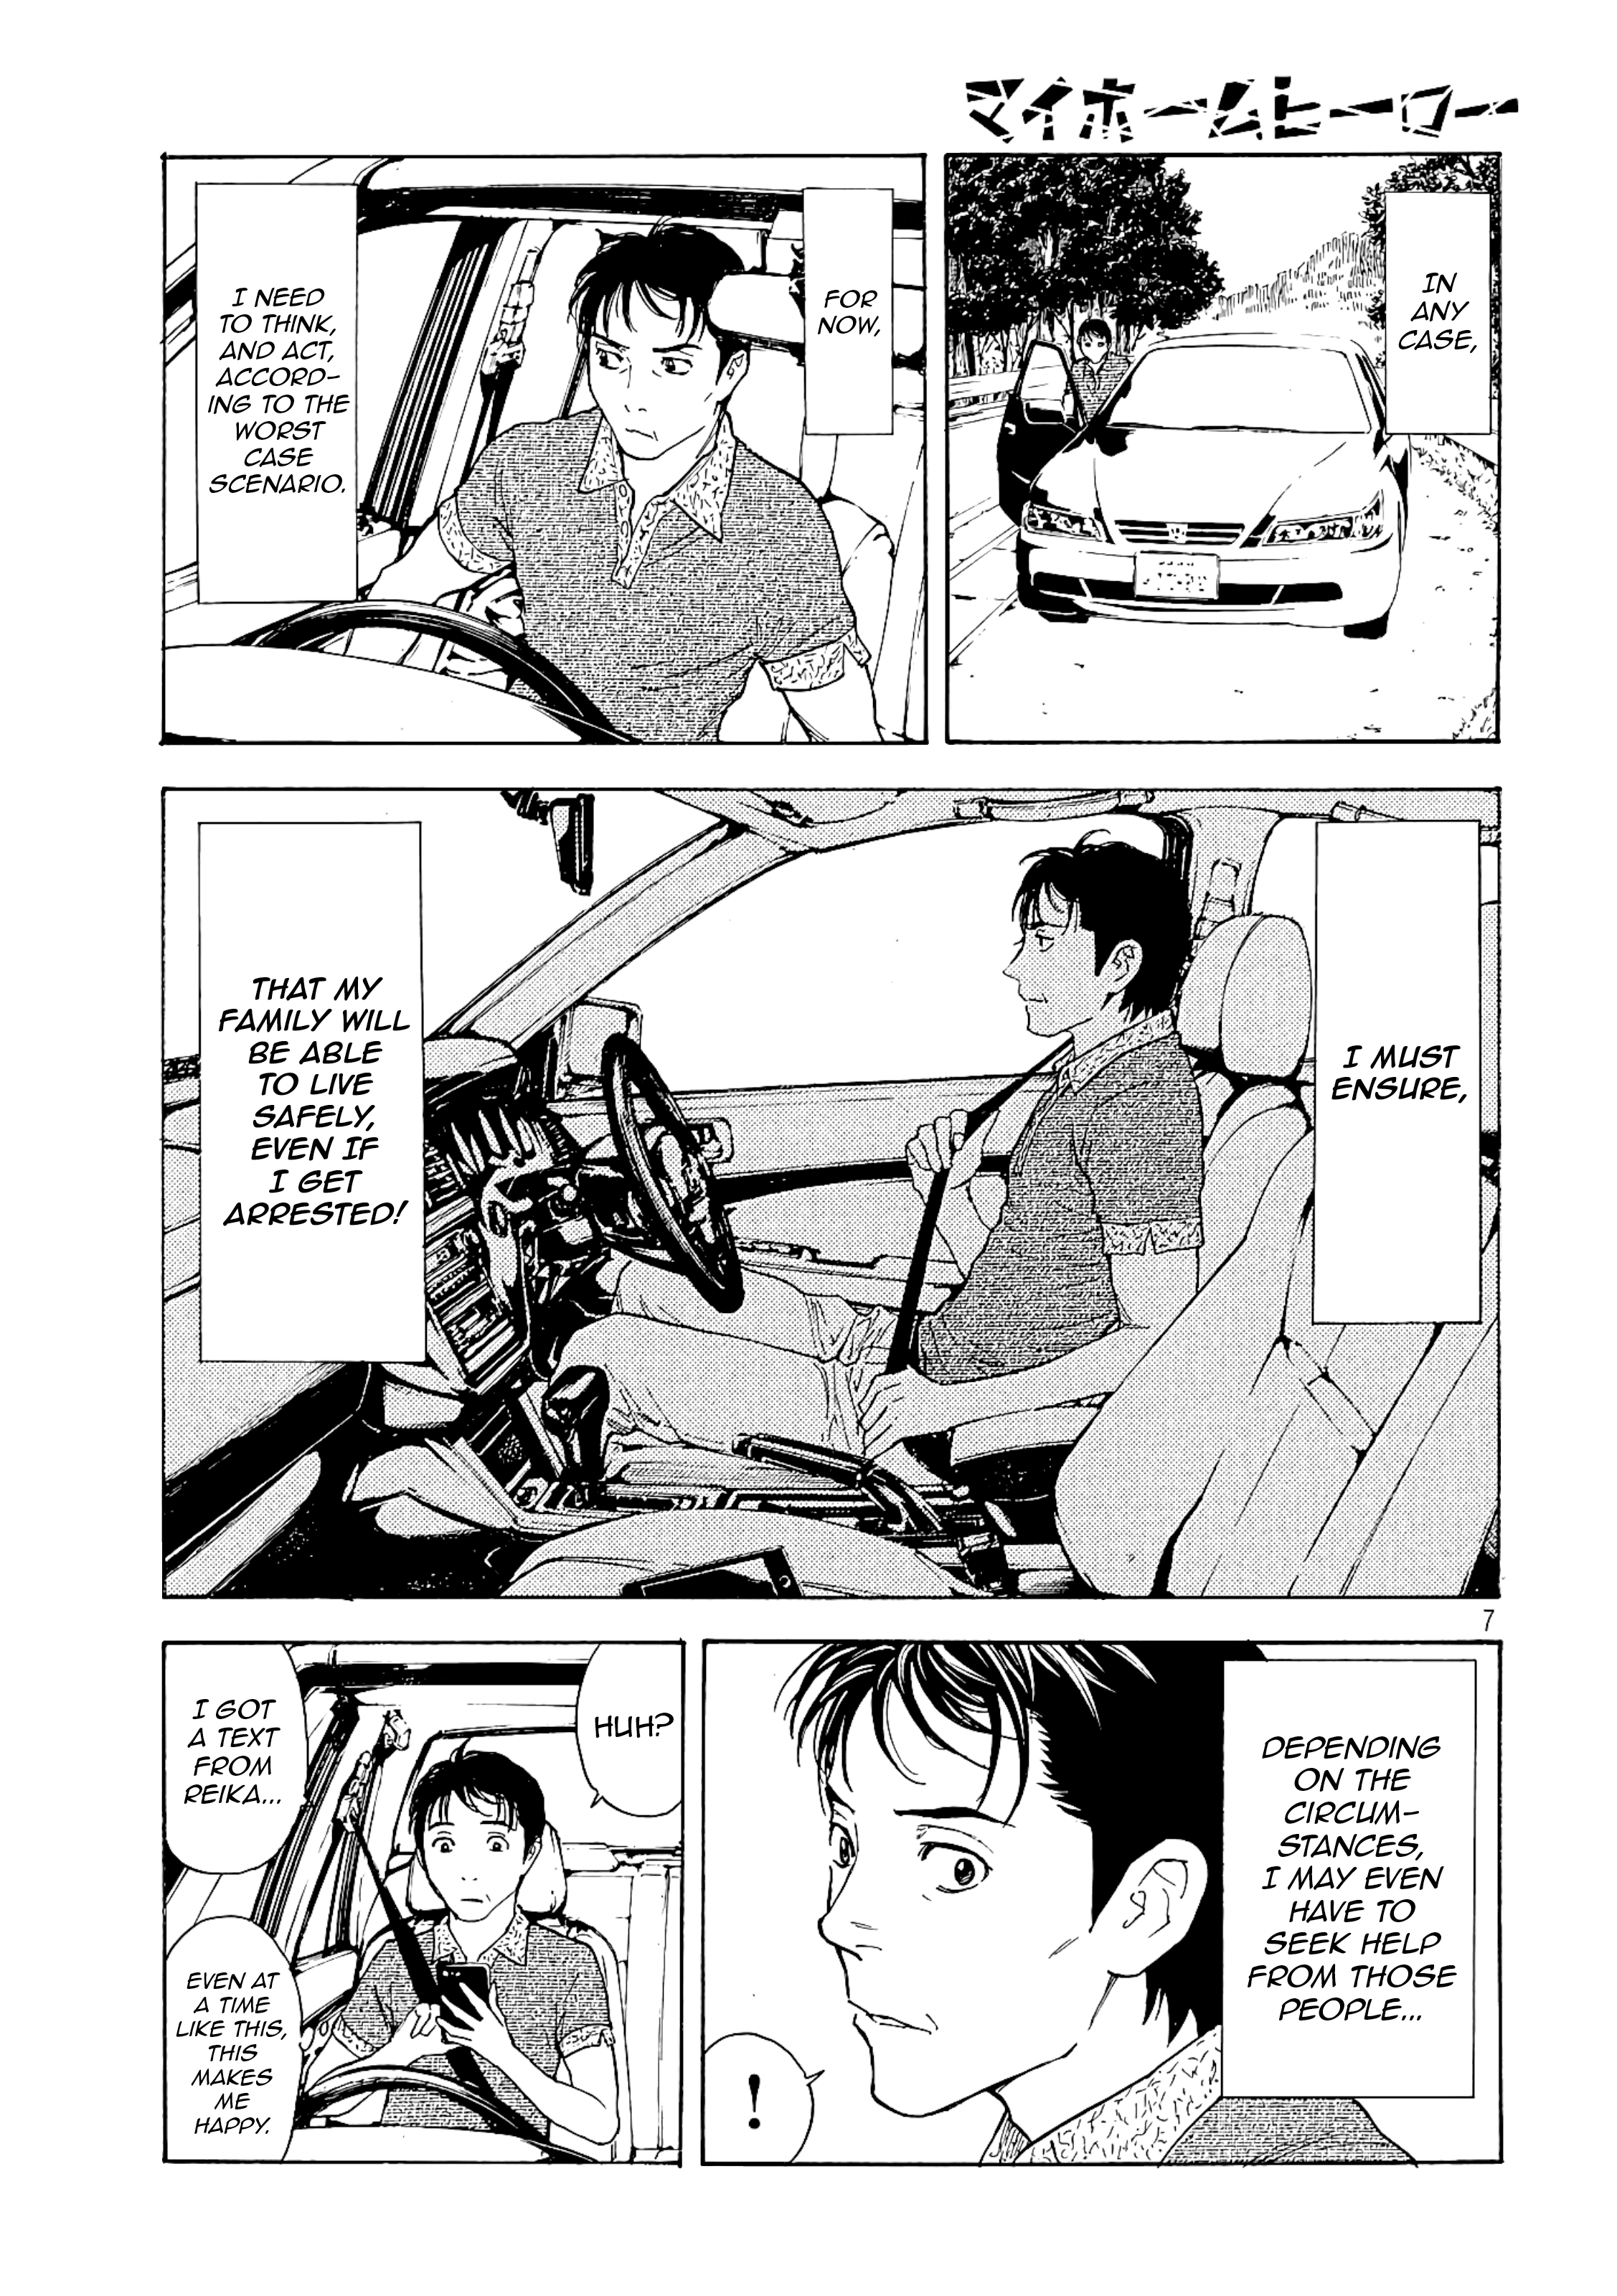 マイホームヒーロー
IN
ANY
CASE,
FOR
NOW,
I NEED
TO THINK,
AND ACT,
ACCORD-
ING TO THE
WORST
CASE
SCENARIO.
I MUST
ENSURE,
THAT MY
FAMILY WILL
BE ABLE
TO LIVE
SAFELY,
EVEN IF
I GET
ARRESTED!
7
DEPENDING
ON THE
CIRCUM-
STANCES,
I MAY EVEN
HAVE TO
SEEK HELP
FROM THOSE
PEOPLE...
!
HUH?
I GOT
A TEXT
FROM
REIKA...
EVEN AT
A TIME
LIKE THIS,
THIS
MAKES
ME
HAPPY.